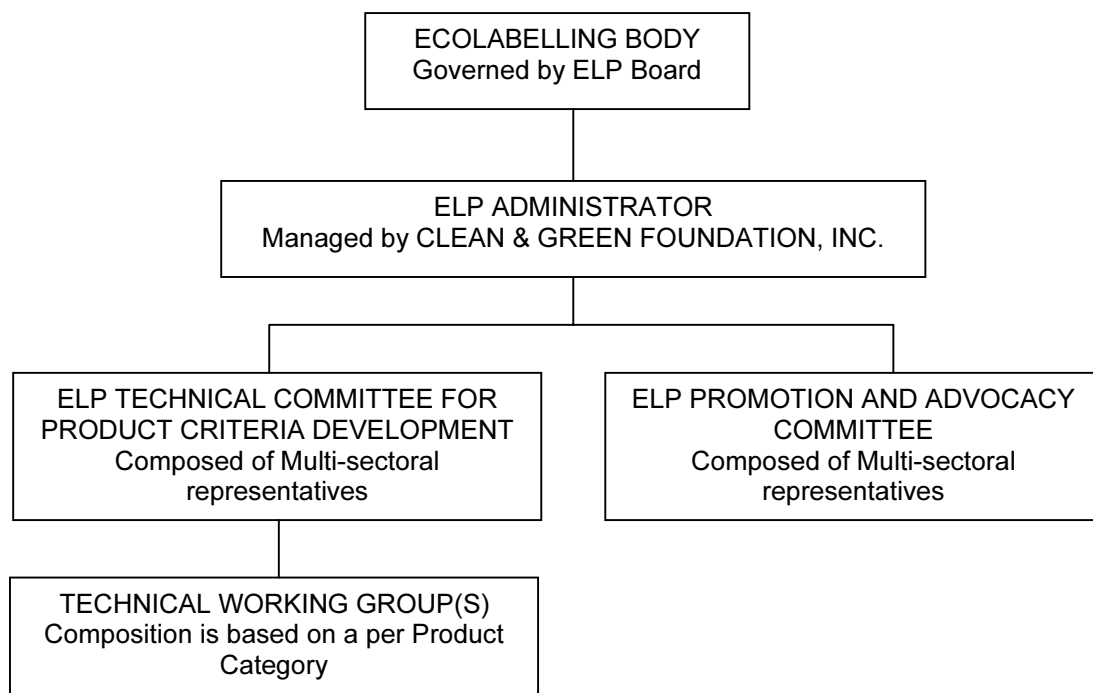 ECOLABELLING BODY
Governed by ELP Board
ELP ADMINISTRATOR
Managed by CLEAN & GREEN FOUNDATION, INC.
ELP TECHNICAL COMMITTEE FOR
PRODUCT CRITERIA DEVELOPMENT
Composed of Multi-sectoral
representatives
ELP PROMOTION AND ADVOCACY
COMMITTEE
Composed of Multi-sectoral
representatives
TECHNICAL WORKING GROUP(S)
Composition is based on a per Product
Category